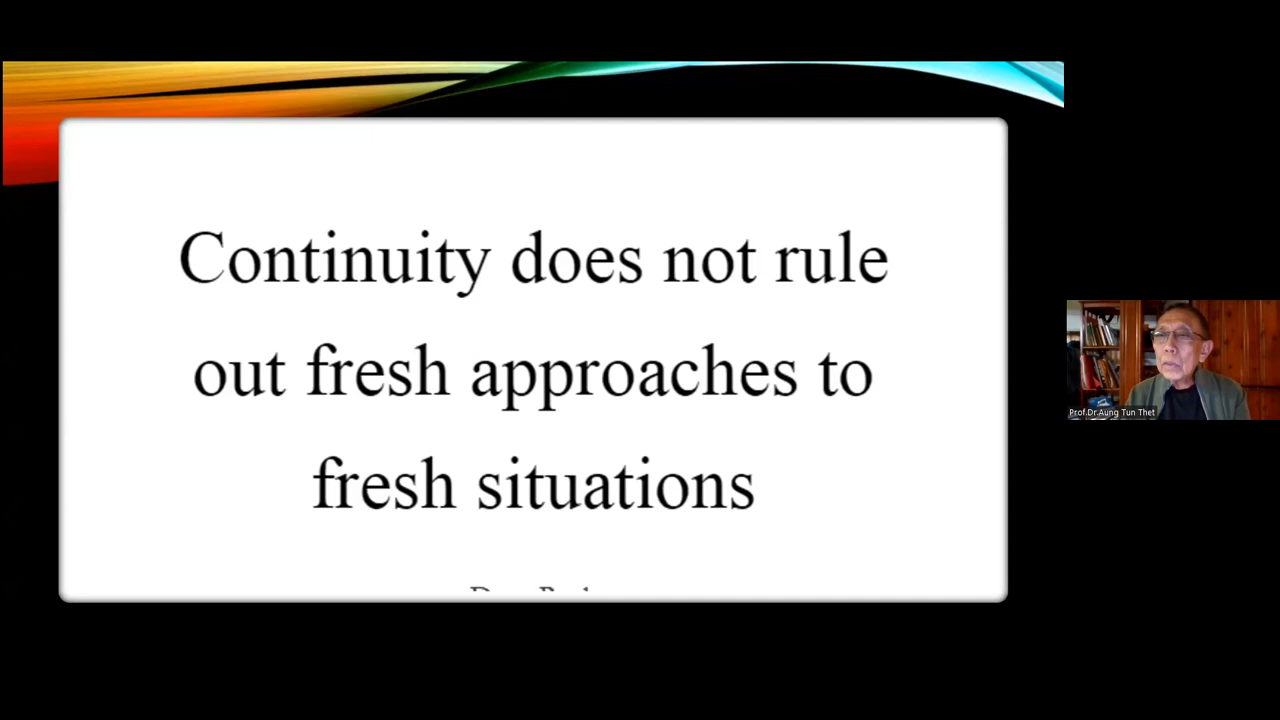 Continuity does not rule
out fresh approaches to
fresh situations
Prof.Dr.Aung Tun Thet